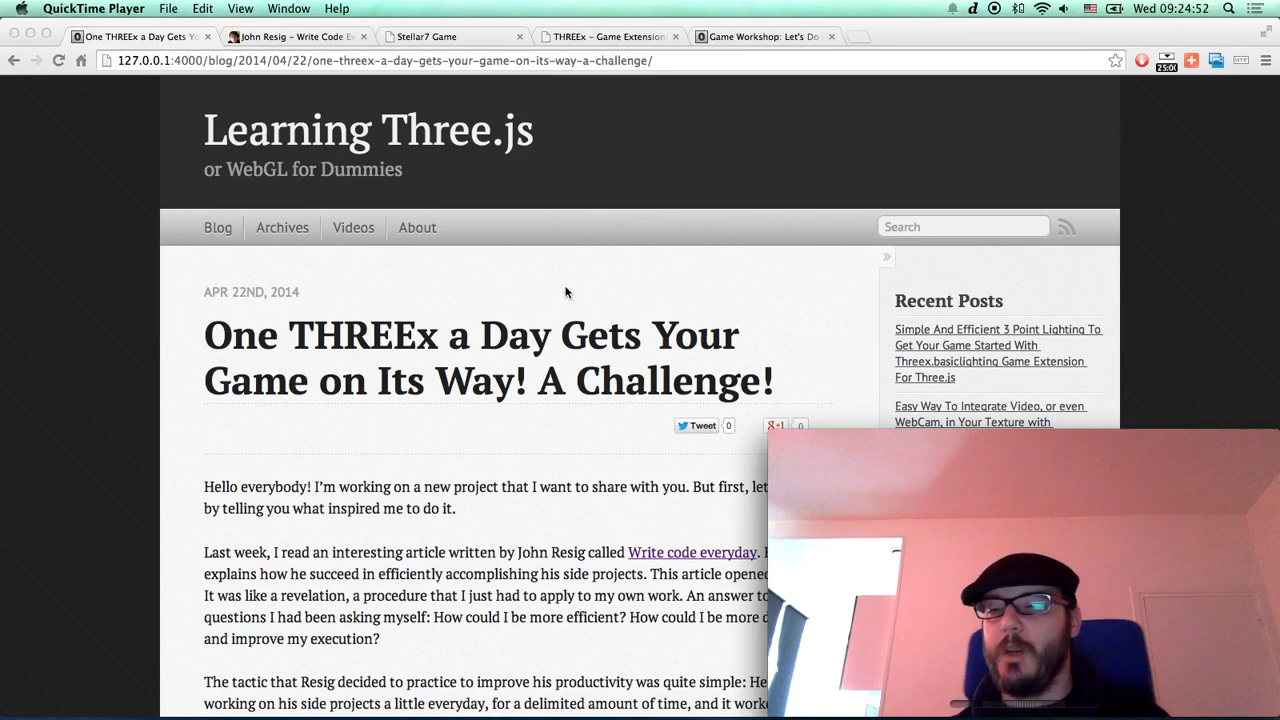 QuickTime Player File Edit View Window Help Wed 09:24:52
One THREEx a Day Gets Yo John Resig – Write Code Ev Stellar7 Game THREEx – Game Extension Game Workshop: Let's Do
127.0.0.1:4000/blog/2014/04/22/one-threex-a-day-gets-your-game-on-its-way-a-challenge/ 25:00
Learning Three.js
or WebGL for Dummies
Blog Archives Videos About Search
APR 22ND, 2014
One THREEx a Day Gets Your
Game on Its Way! A Challenge!
Tweet 0 g+1 0
Hello everybody! I'm working on a new project that I want to share with you. But first, let
by telling you what inspired me to do it.
Last week, I read an interesting article written by John Resig called Write code everyday.
explains how he succeed in efficiently accomplishing his side projects. This article opened
It was like a revelation, a procedure that I just had to apply to my own work. An answer to
questions I had been asking myself: How could I be more efficient? How could I be more
and improve my execution?
The tactic that Resig decided to practice to improve his productivity was quite simple: He
working on his side projects a little everyday, for a delimited amount of time, and it work
»
Recent Posts
Simple And Efficient 3 Point Lighting To
Get Your Game Started With
Threex.basiclighting Game Extension
For Three.js
Easy Way To Integrate Video, or even
WebCam, in Your Texture with